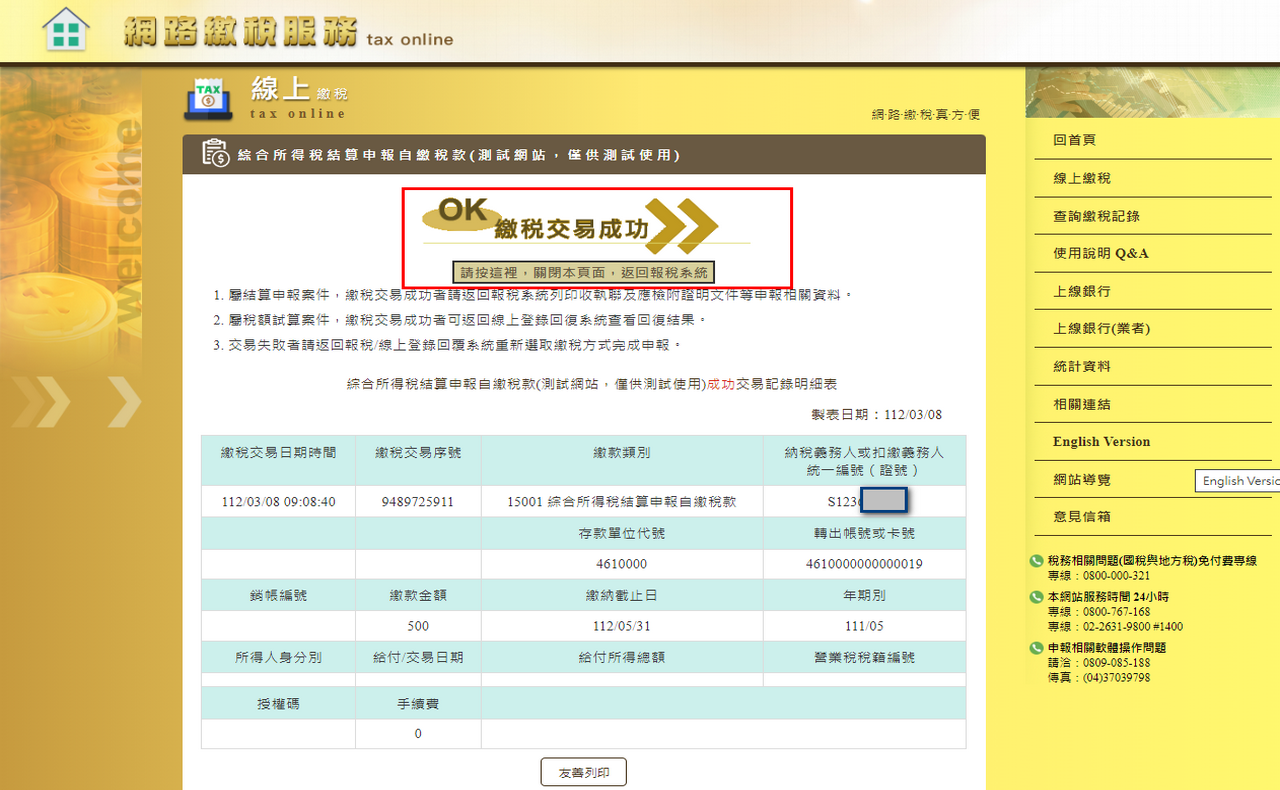 網路繳稅服務 tax online
welcome
TAX
線上 繳稅
tax online
網‧路‧繳‧稅‧真‧方‧便
綜合所得稅結算申報自繳稅款(測試網站，僅供測試使用)
OK
繳稅交易成功
請按這裡，關閉本頁面，返回報稅系統
1. 屬結算申報案件，繳稅交易成功者請返回報稅系統列印收執聯及應檢附證明文件等申報相關資料。
2. 屬稅額試算案件，繳稅交易成功者可返回線上登錄回復系統查看回復結果。
3. 交易失敗者請返回報稅/線上登錄回覆系統重新選取繳稅方式完成申報。
綜合所得稅結算申報自繳稅款(測試網站，僅供測試使用)成功交易記錄明細表
製表日期：112/03/08
繳稅交易日期時間 繳稅交易序號 繳款類別 納稅義務人或扣繳義務人
統一編號（證號）
112/03/08 09:08:40 9489725911 15001 綜合所得稅結算申報自繳稅款 S123
存款單位代號 轉出帳號或卡號
4610000 4610000000000019
銷帳編號 繳款金額 繳納截止日 年期別
500 112/05/31 111/05
所得人身分別 給付/交易日期 給付所得總額 營業稅稅籍編號
授權碼 手續費
0
友善列印
回首頁
線上繳稅
查詢繳稅記錄
使用說明 Q&A
上線銀行
上線銀行(業者)
統計資料
相關連結
English Version
網站導覽
English Versio
意見信箱
稅務相關問題(國稅與地方稅)免付費專線
專線：0800-000-321
本網站服務時間 24小時
專線：0800-767-168
專線：02-2631-9800 #1400
申報相關軟體操作問題
請洽：0809-085-188
傳真：(04)37039798